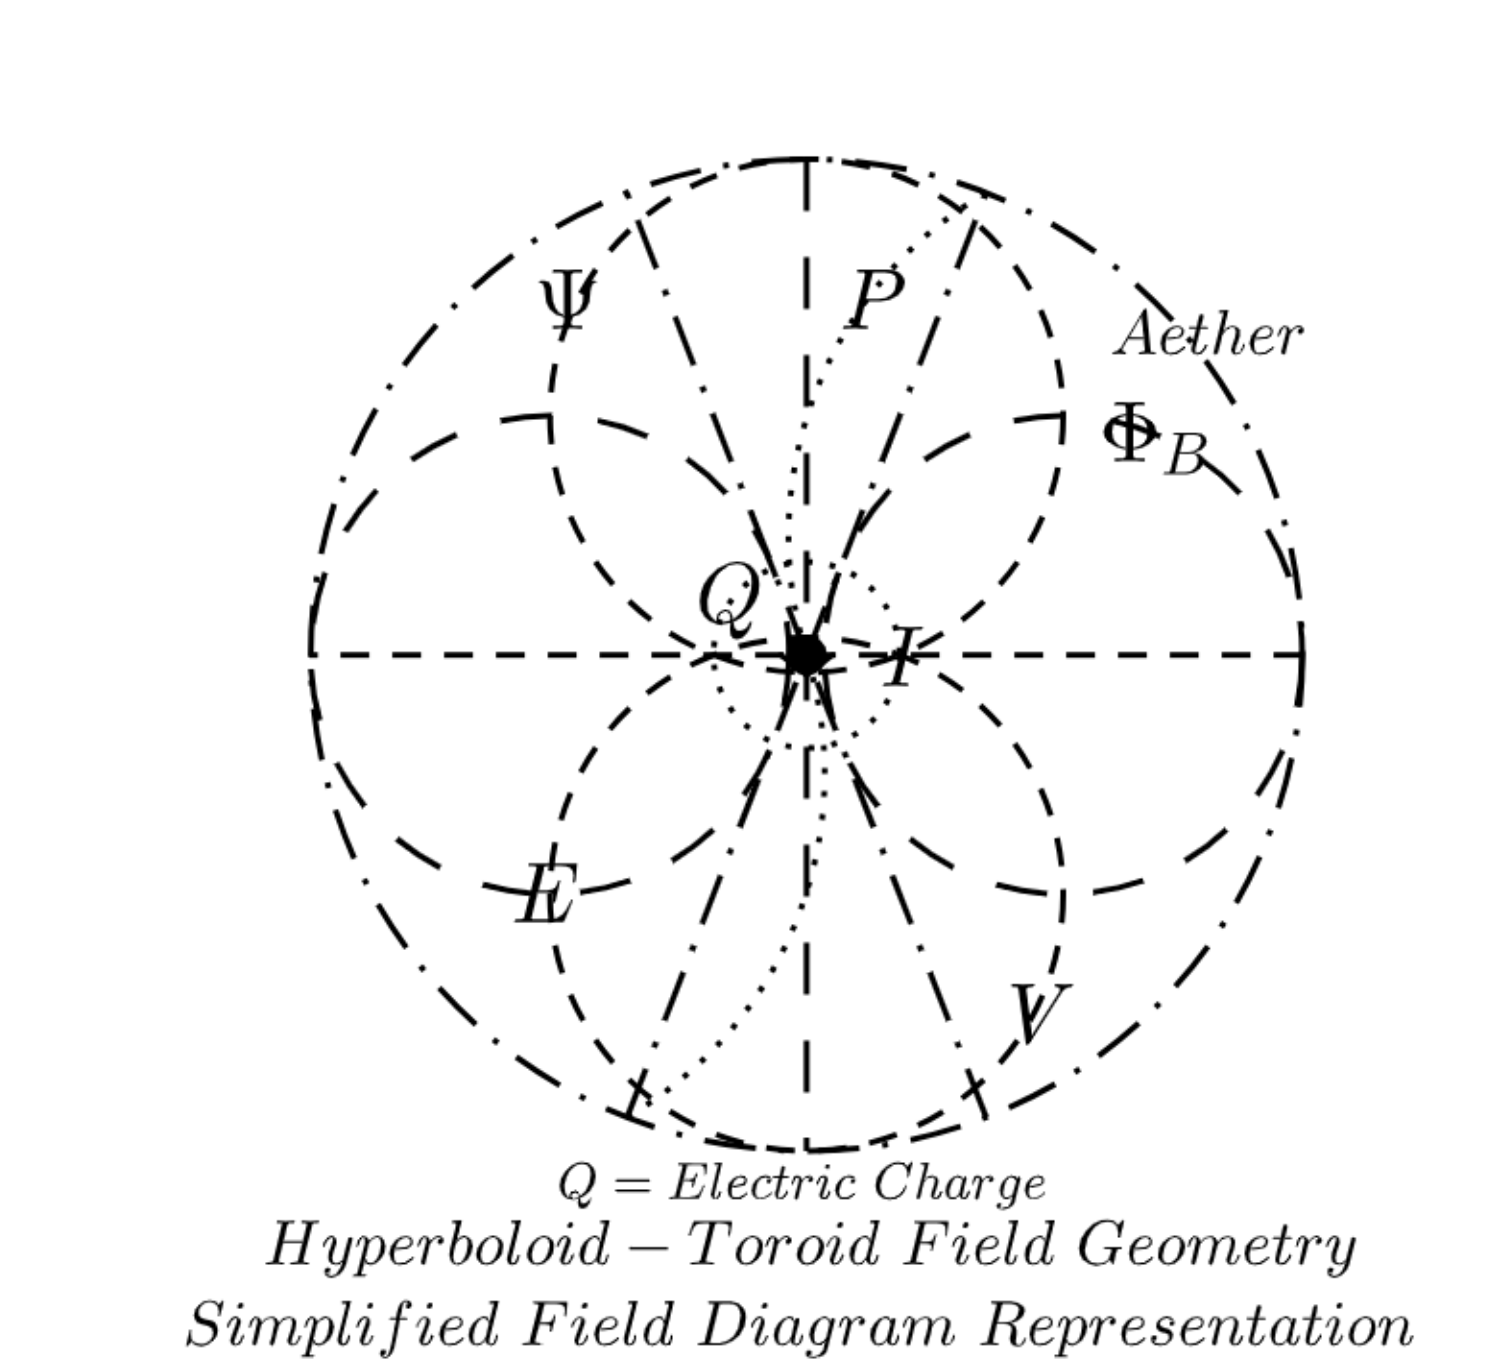 Ψ P
Aether
Φ_B
Q
I
E
V
Q = Electric Charge
Hyperboloid – Toroid Field Geometry
Simplified Field Diagram Representation